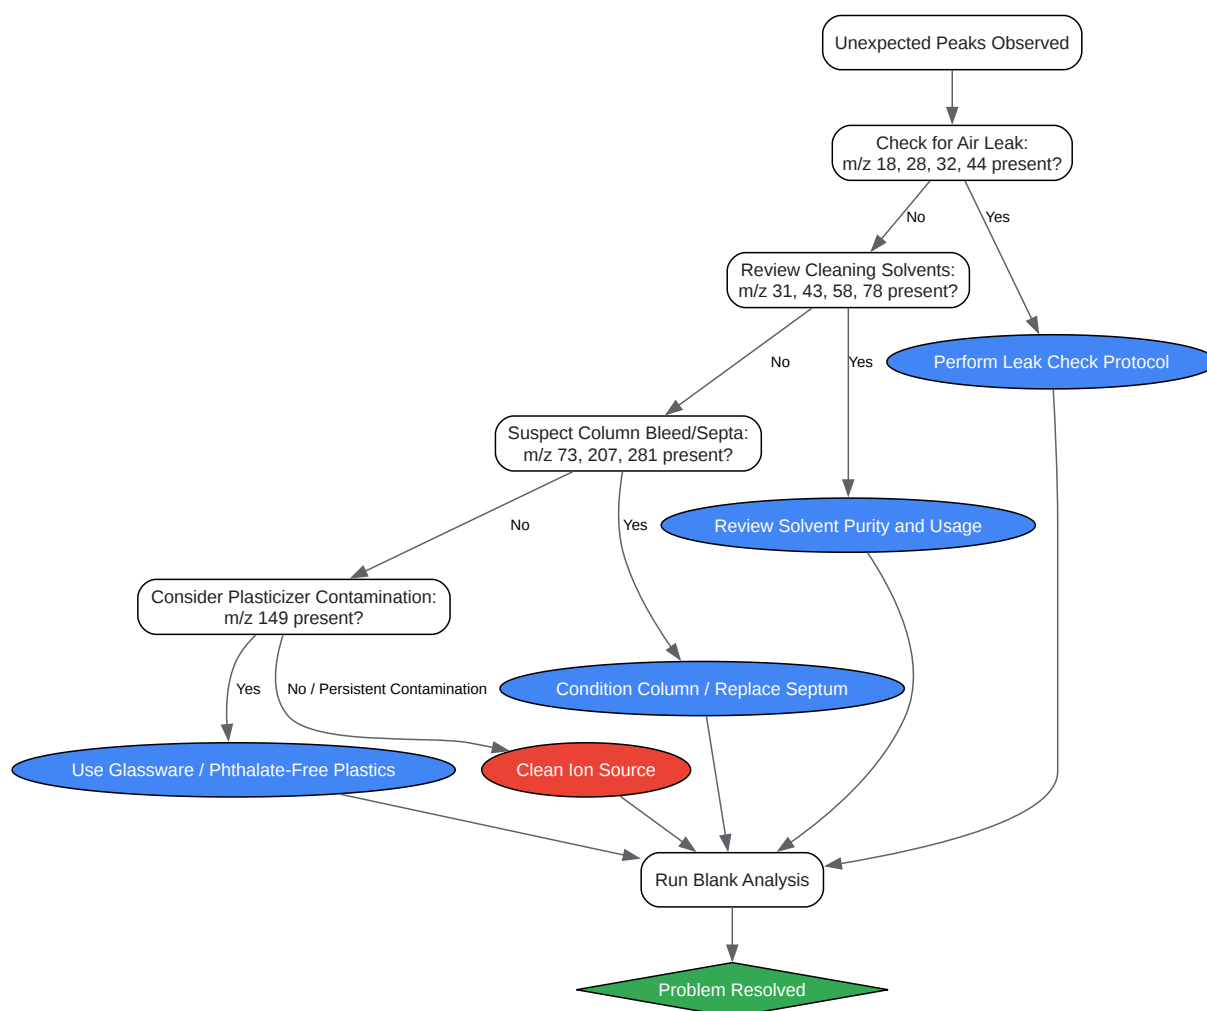 Unexpected Peaks Observed
Check for Air Leak:
m/z 18, 28, 32, 44 present?
No
Yes
Review Cleaning Solvents:
m/z 31, 43, 58, 78 present?
No
Yes
Perform Leak Check Protocol
Suspect Column Bleed/Septa:
m/z 73, 207, 281 present?
No
Yes
Review Solvent Purity and Usage
Consider Plasticizer Contamination:
m/z 149 present?
Yes
No / Persistent Contamination
Condition Column / Replace Septum
Use Glassware / Phthalate-Free Plastics
Clean Ion Source
Run Blank Analysis
Problem Resolved